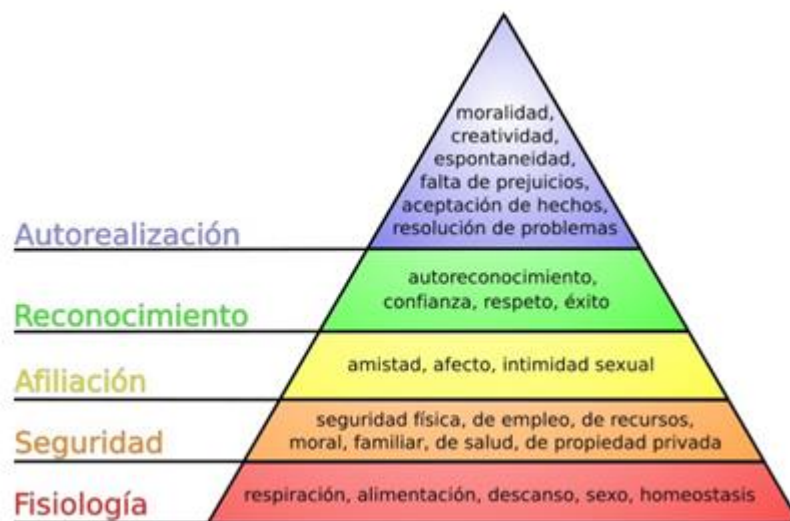 moralidad,
creatividad,
espontaneidad,
falta de prejuicios,
aceptación de hechos,
resolución de problemas
Autorealización
autoreconocimiento,
confianza, respeto, éxito
Reconocimiento
amistad, afecto, intimidad sexual
Afiliación
seguridad física, de empleo, de recursos,
moral, familiar, de salud, de propiedad privada
Seguridad
respiración, alimentación, descanso, sexo, homeostasis
Fisiología